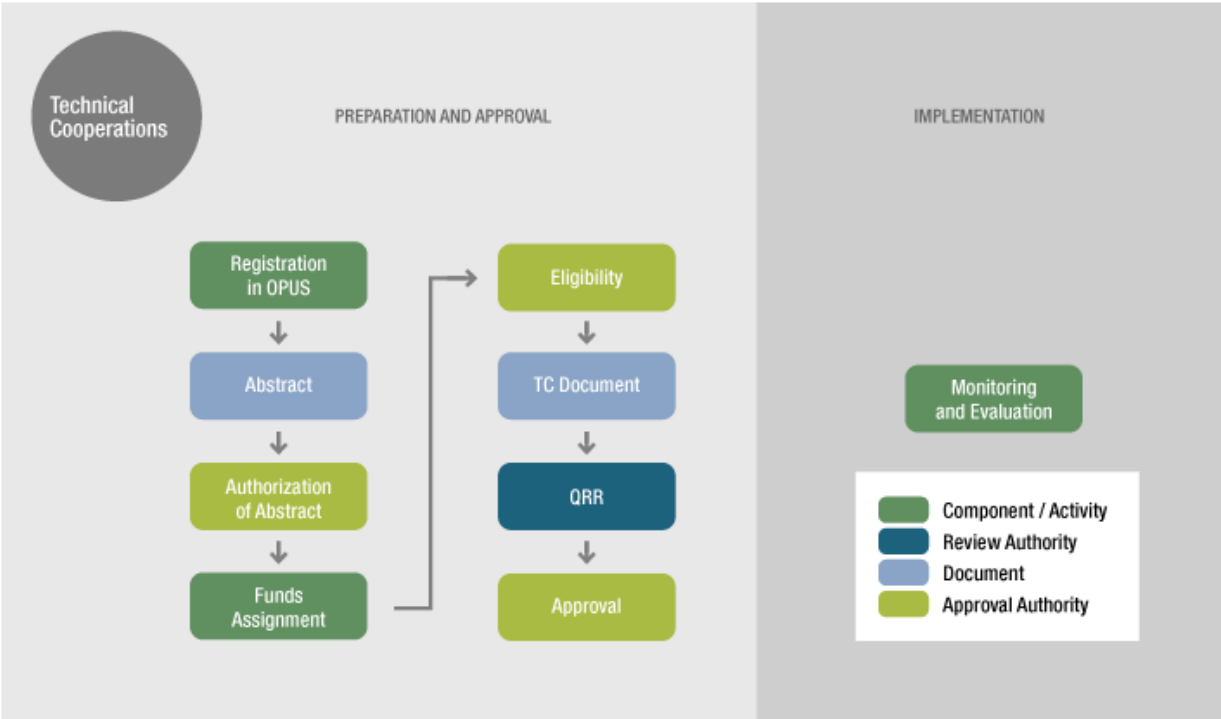 Technical
Cooperations
PREPARATION AND APPROVAL
IMPLEMENTATION
Registration
in OPUS
Abstract
Authorization
of Abstract
Funds
Assignment
Eligibility
TC Document
QRR
Approval
Monitoring
and Evaluation
Component / Activity
Review Authority
Document
Approval Authority